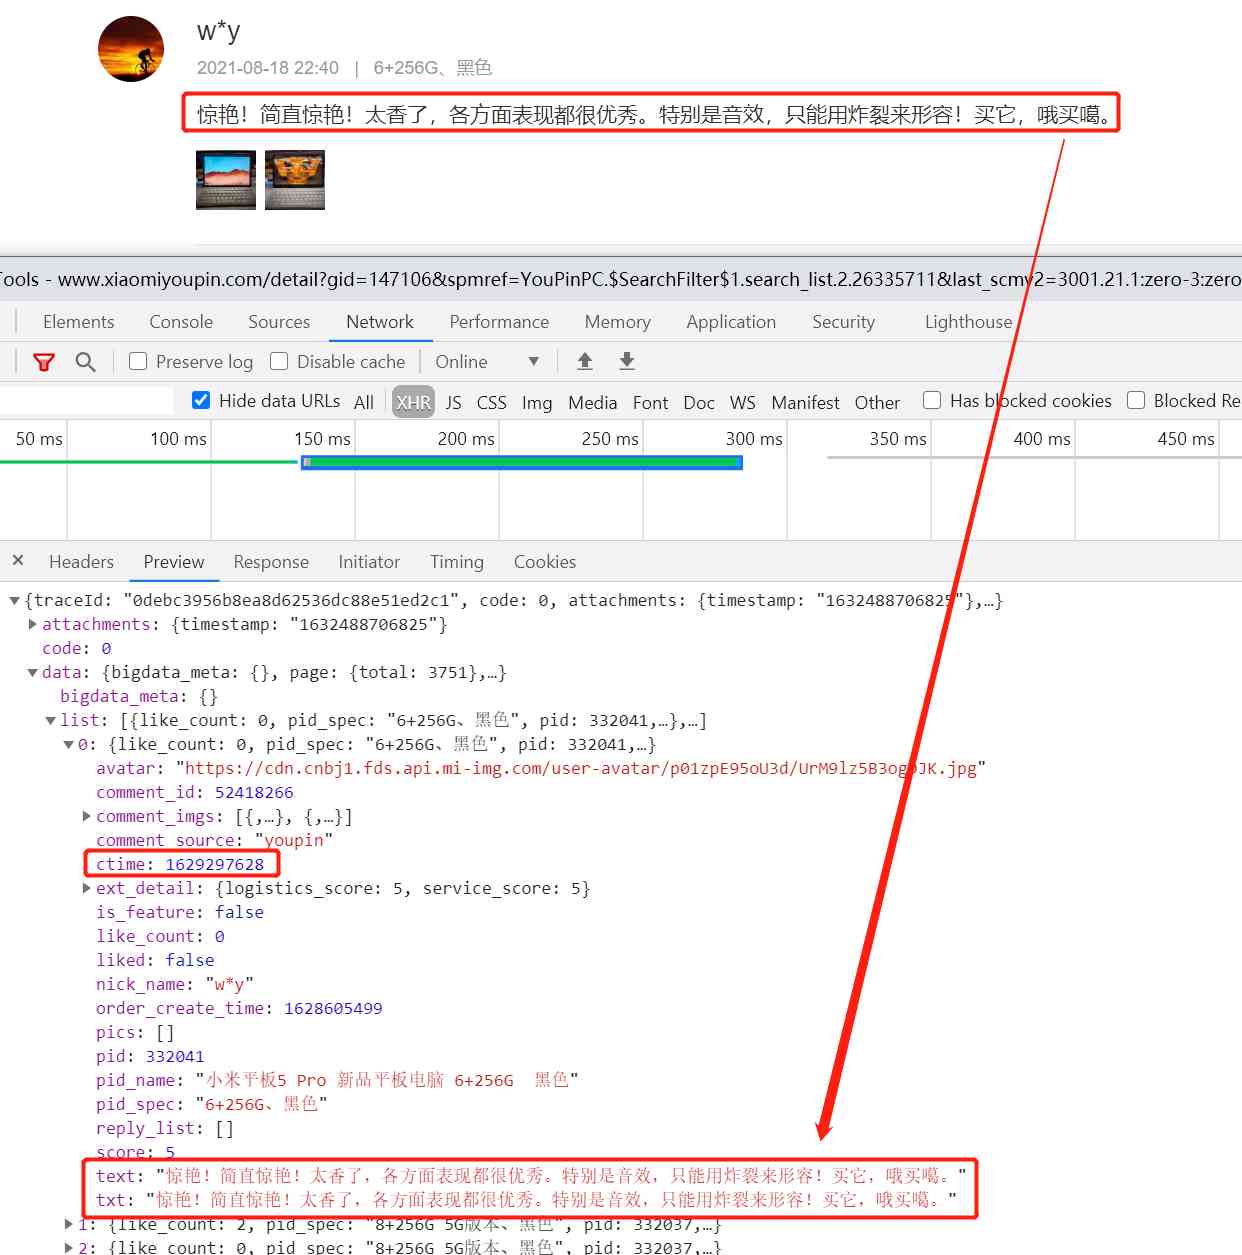 w*y
2021-08-18 22:40 | 6+256G、黑色
惊艳！简直惊艳！太香了，各方面表现都很优秀。特别是音效，只能用炸裂来形容！买它，哦买噶。
Tools - www.xiaomiyoupin.com/detail?gid=147106&spmref=YouPinPC.$SearchFilter$1.search_list.2.26335711&last_scmv2=3001.21.1:zero-3:zero
Elements Console Sources Network Performance Memory Application Security Lighthouse
Preserve log Disable cache Online
Hide data URLs All XHR JS CSS Img Media Font Doc WS Manifest Other Has blocked cookies Blocked Re
50 ms 100 ms 150 ms 200 ms 250 ms 300 ms 350 ms 400 ms 450 ms
× Headers Preview Response Initiator Timing Cookies
{traceId: "0debc3956b8ea8d62536dc88e51ed2c1", code: 0, attachments: {timestamp: "1632488706825"},…}
attachments: {timestamp: "1632488706825"}
code: 0
data: {bigdata_meta: {}, page: {total: 3751},…}
bigdata_meta: {}
list: [{like_count: 0, pid_spec: "6+256G、黑色", pid: 332041,…},…]
0: {like_count: 0, pid_spec: "6+256G、黑色", pid: 332041,…}
avatar:
comment_id: 52418266
comment_imgs: [{,…}, {,…}]
comment_source: "youpin"
ctime: 1629297628
ext_detail: {logistics_score: 5, service_score: 5}
is_feature: false
like_count: 0
liked: false
nick_name: "w*y"
order_create_time: 1628605499
pics: []
pid: 332041
pid_name: "小米平板5 Pro 新品平板电脑 6+256G  黑色"
pid_spec: "6+256G、黑色"
reply_list: []
score: 5
text: "惊艳！简直惊艳！太香了，各方面表现都很优秀。特别是音效，只能用炸裂来形容！买它，哦买噶。"
txt: "惊艳！简直惊艳！太香了，各方面表现都很优秀。特别是音效，只能用炸裂来形容！买它，哦买噶。"
1: {like_count: 2, pid_spec: "8+256G 5G版本、黑色", pid: 332037,…}
2: {like_count: 0, pid_spec: "8+256G 5G版本、黑色", pid: 332037,…}